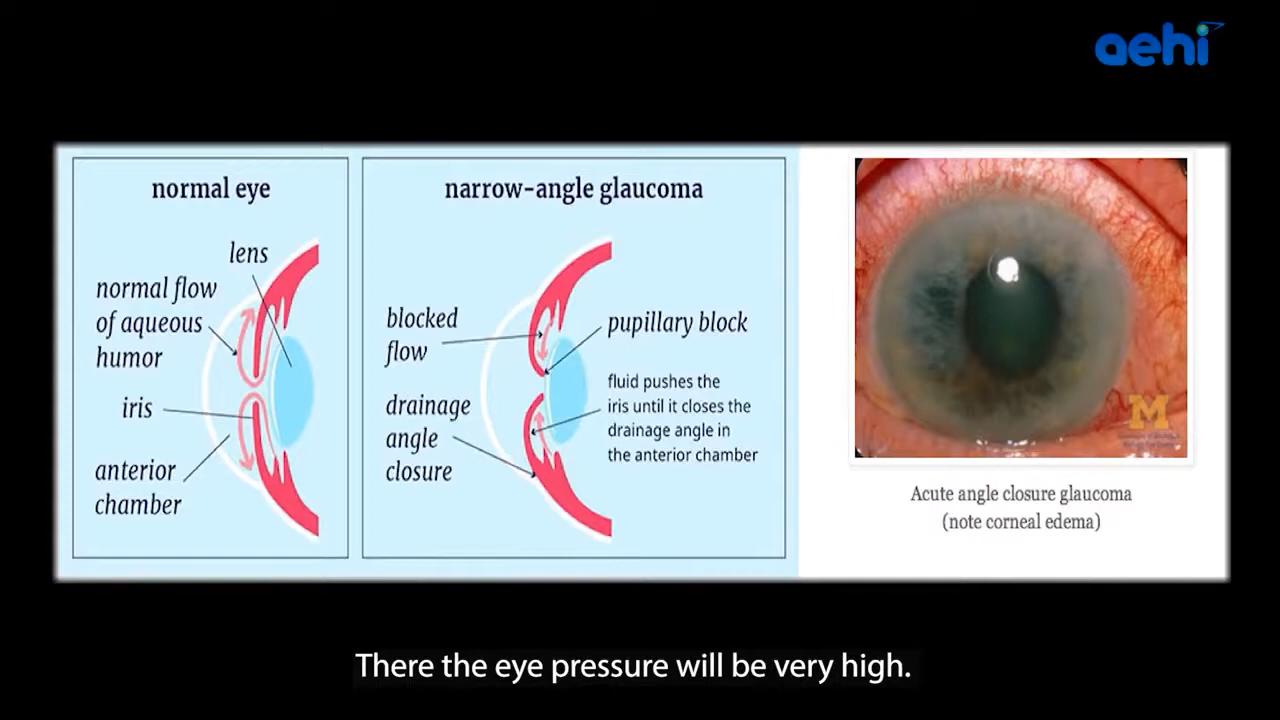 aehi
normal eye
lens
normal flow
of aqueous
humor
iris
anterior
chamber
narrow-angle glaucoma
blocked
flow
pupillary block
fluid pushes the
iris until it closes the
drainage angle in
the anterior chamber
drainage
angle
closure
M
Acute angle closure glaucoma
(note corneal edema)
There the eye pressure will be very high.